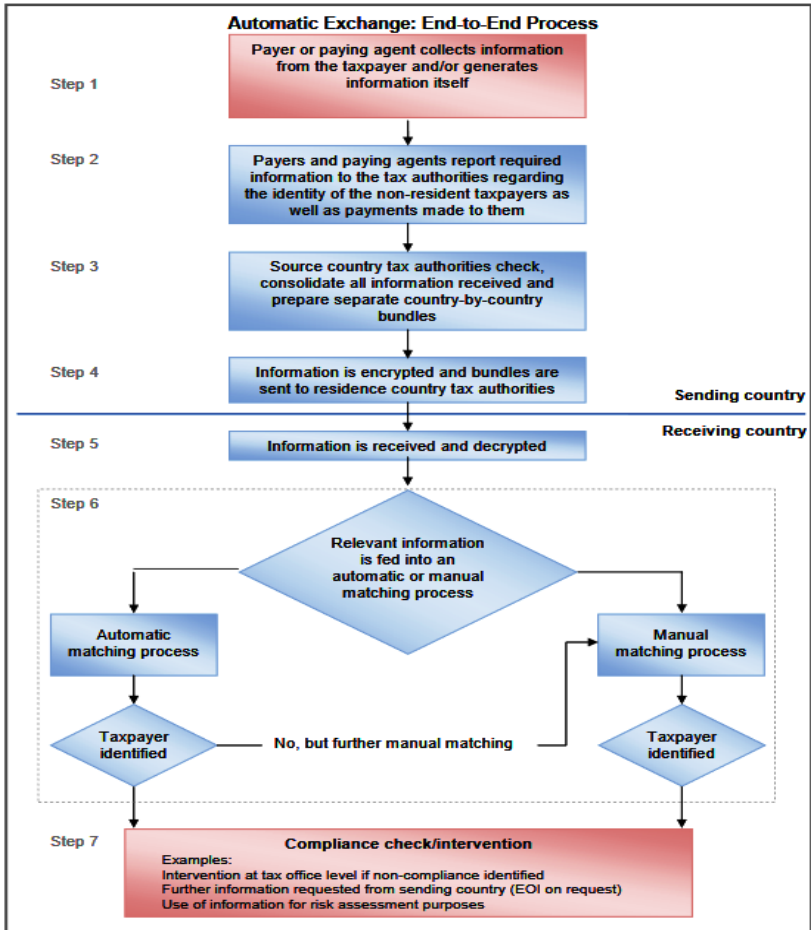 Automatic Exchange: End-to-End Process
Step 1
Payer or paying agent collects information
from the taxpayer and/or generates
information itself
Step 2
Payers and paying agents report required
information to the tax authorities regarding
the identity of the non-resident taxpayers as
well as payments made to them
Step 3
Source country tax authorities check,
consolidate all information received and
prepare separate country-by-country
bundles
Step 4
Information is encrypted and bundles are
sent to residence country tax authorities
Sending country
Receiving country
Step 5
Information is received and decrypted
Step 6
Relevant information
is fed into an
automatic or manual
matching process
Automatic
matching process
Manual
matching process
Taxpayer
identified
No, but further manual matching
Taxpayer
identified
Step 7
Compliance check/intervention
Examples:
Intervention at tax office level if non-compliance identified
Further information requested from sending country (EOI on request)
Use of information for risk assessment purposes